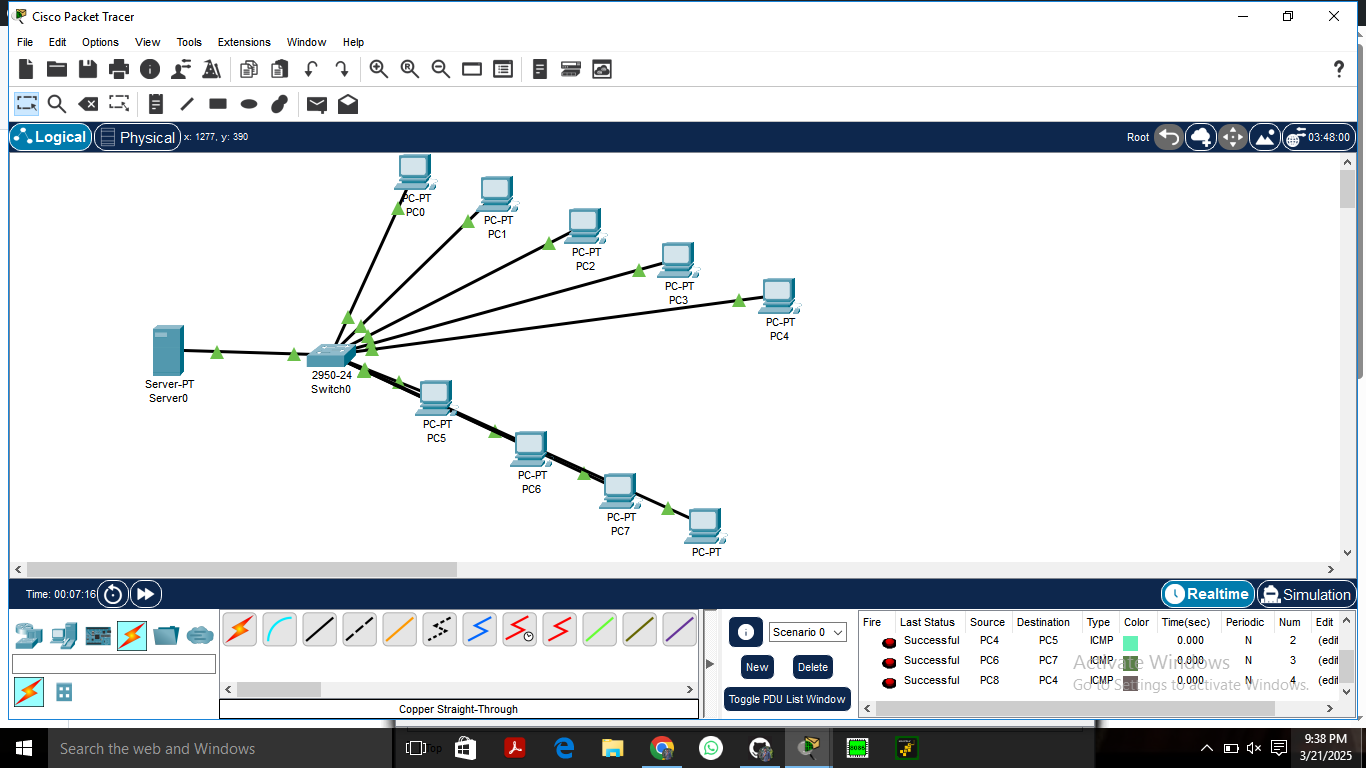 Cisco Packet Tracer
File Edit Options View Tools Extensions Window Help
Logical Physical x: 1277, y: 390 Root 03:48:00
PC-PT
PC0
PC-PT
PC1
PC-PT
PC2
PC-PT
PC3
PC-PT
PC4
Server-PT
Server0
2950-24
Switch0
PC-PT
PC5
PC-PT
PC6
PC-PT
PC7
PC-PT
Time: 00:07:16 Realtime Simulation
Scenario 0
New Delete
Toggle PDU List Window
Fire Last Status Source Destination Type Color Time(sec) Periodic Num Edit
Successful PC4 PC5 ICMP 0.000 N 2 (edit
Successful PC6 PC7 ICMP 0.000 N 3 (edit
Successful PC8 PC4 ICMP 0.000 N 4 (edit
Activate Windows
Go to Settings to activate Windows.
Copper Straight-Through
Search the web and Windows
Top
8086
9:38 PM
3/21/2025